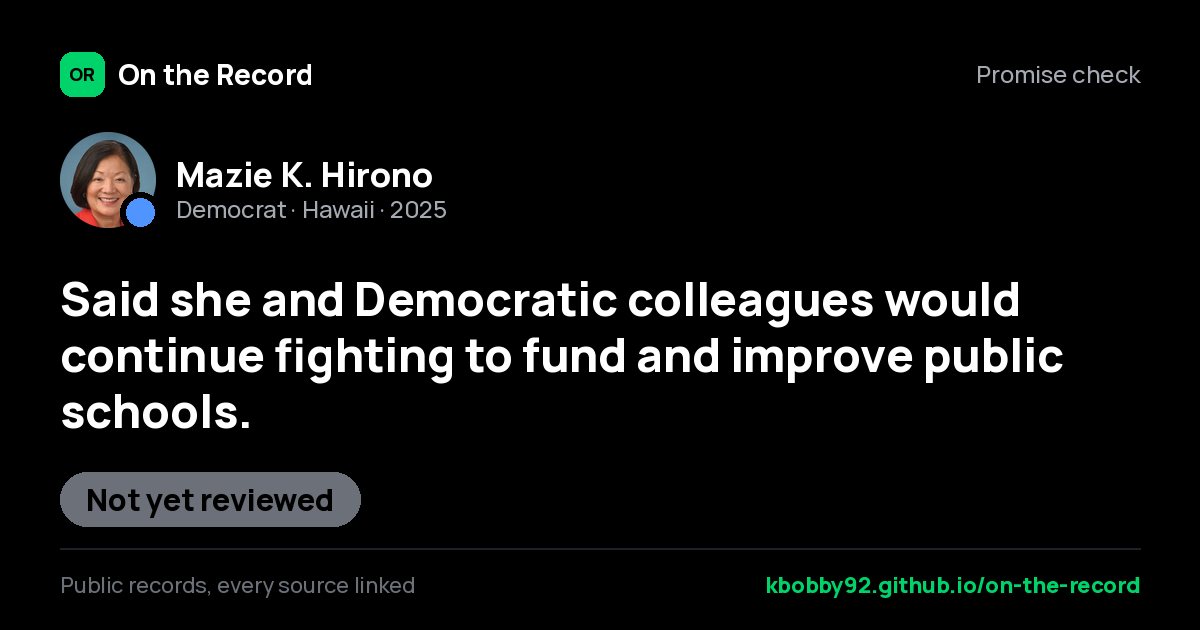 OR On the Record
Promise check
Mazie K. Hirono
Democrat · Hawaii · 2025
Said she and Democratic colleagues would
continue fighting to fund and improve public
schools.
Not yet reviewed
Public records, every source linked
kbobby92.github.io/on-the-record